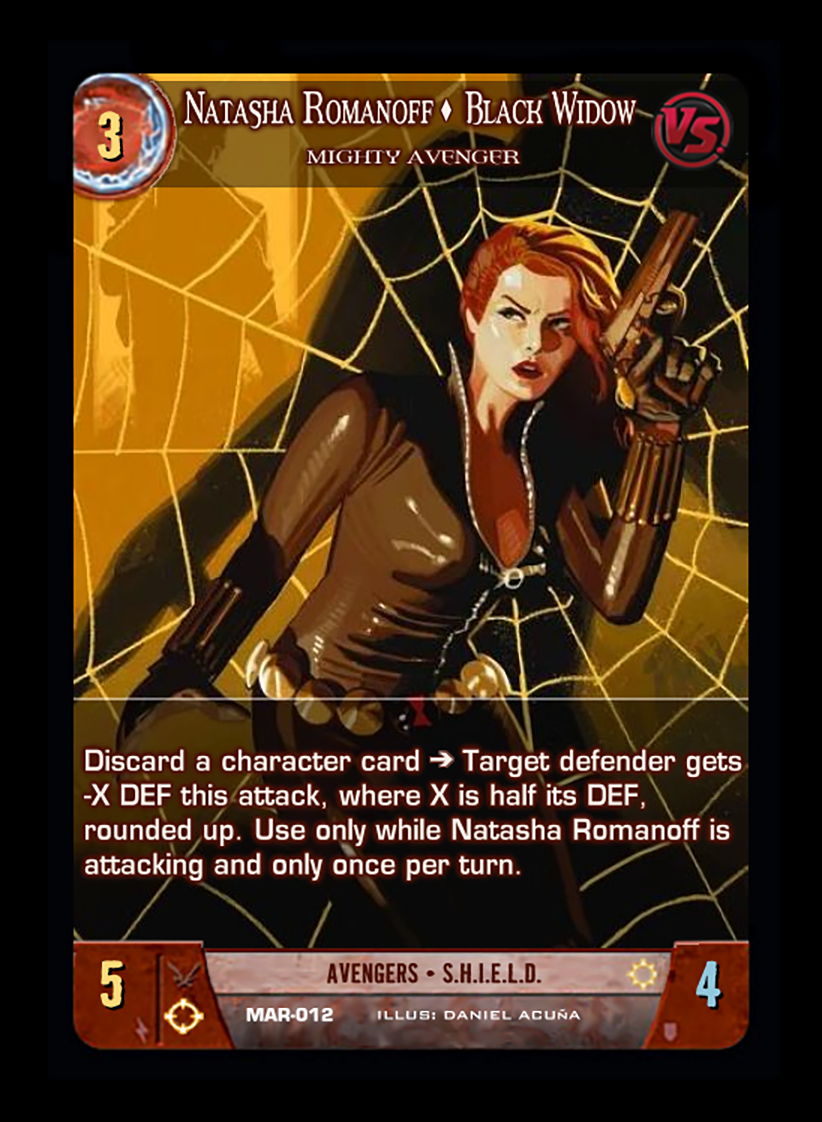 3
NATASHA ROMANOFF ♦ BLACK WIDOW
VS.
MIGHTY AVENGER
Discard a character card ➔ Target defender gets
-X DEF this attack, where X is half its DEF,
rounded up. Use only while Natasha Romanoff is
attacking and only once per turn.
5
AVENGERS • S.H.I.E.L.D.
4
MAR-012 ILLUS: DANIEL ACUÑA